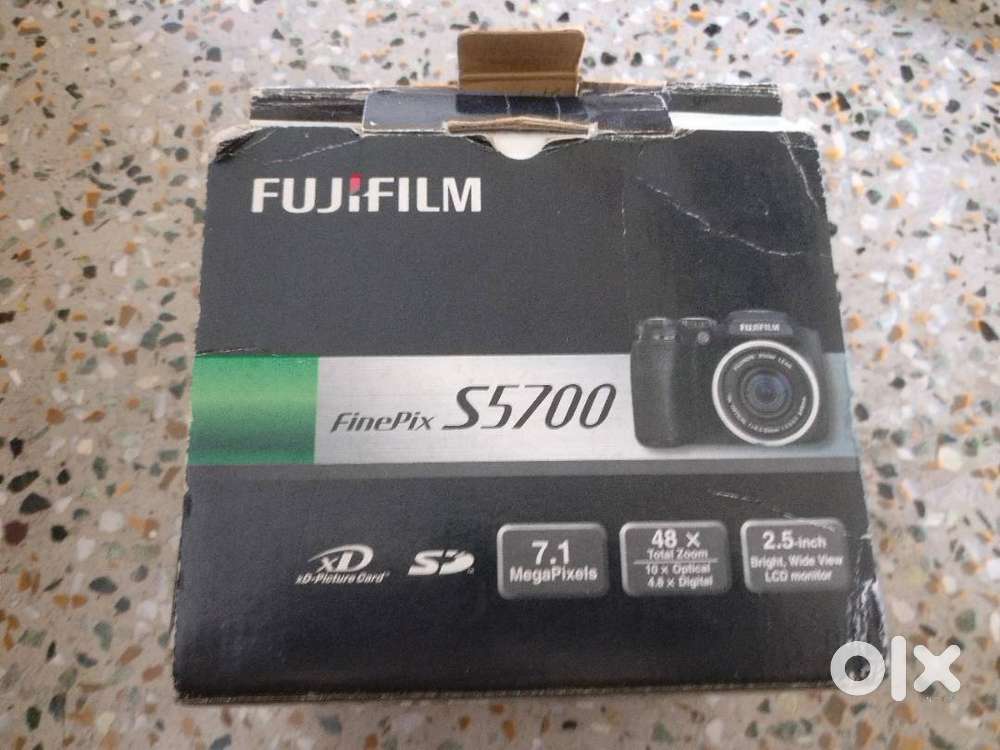 FUJIFILM
FUJIFILM
FinePix S5700
xD
xD-Picture Card™
SD
7.1
MegaPixels
48 x
Total Zoom
10 x Optical
4.8 x Digital
2.5-inch
Bright, Wide View
LCD monitor
olx